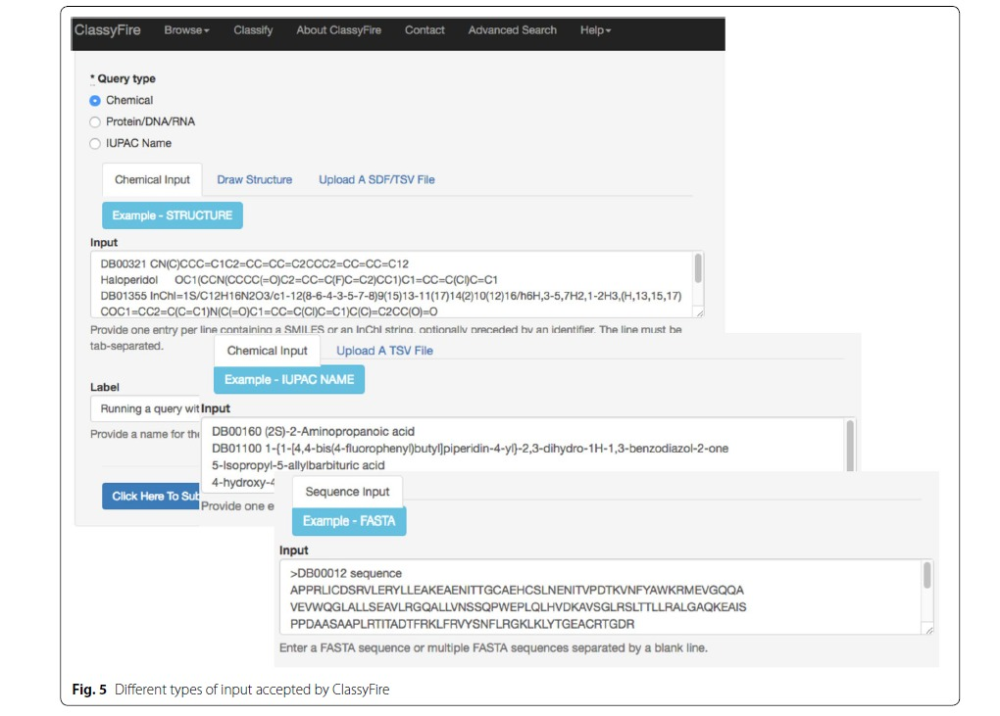 ClassyFire Browse Classify About ClassyFire Contact Advanced Search Help
* Query type
Chemical
Protein/DNA/RNA
IUPAC Name
Chemical Input Draw Structure Upload A SDF/TSV File
Example - STRUCTURE
Input
DB00321 CN(C)CCC=C1C2=CC=CC=C2CCC2=CC=CC=C12
Haloperidol OC1(CCN(CCCC(=O)C2=CC=C(F)C=C2)CC1)C1=CC=C(Cl)C=C1
DB01355 InChI=1S/C12H16N2O3/c1-12(8-6-4-3-5-7-8)9(15)13-11(17)14(2)10(12)16/h6H,3-5,7H2,1-2H3,(H,13,15,17)
COC1=CC2=C(C=C1)N(C(=O)C1=CC=C(Cl)C=C1)C(C)=C2CC(O)=O
Provide one entry per line containing a SMILES or an InChI string, optionally preceded by an identifier. The line must be
tab-separated.
Label
Running a query wit
Provide a name for the
Click Here To Sub
Chemical Input Upload A TSV File
Example - IUPAC NAME
Input
DB00160 (2S)-2-Aminopropanoic acid
DB01100 1-{1-[4,4-bis(4-fluorophenyl)butyl]piperidin-4-yl}-2,3-dihydro-1H-1,3-benzodiazol-2-one
5-Isopropyl-5-allylbarbituric acid
4-hydroxy-4
Provide one e
Sequence Input
Example - FASTA
Input
>DB00012 sequence
APPRLICDSRVLERYLLEAKEAENITTGCAEHCSLNENITVPDTKVNFYAWKRMEVGQQA
VEVWQGLALLSEAVLRGQALLVNSSQPWEPLQLHVDKAVSGLRSLTTLLRALGAQKEAIS
PPDAASAAPLRTITADTFRKLFRVYSNFLRGKLKLYTGEACRTGDR
Enter a FASTA sequence or multiple FASTA sequences separated by a blank line.
Fig. 5 Different types of input accepted by ClassyFire